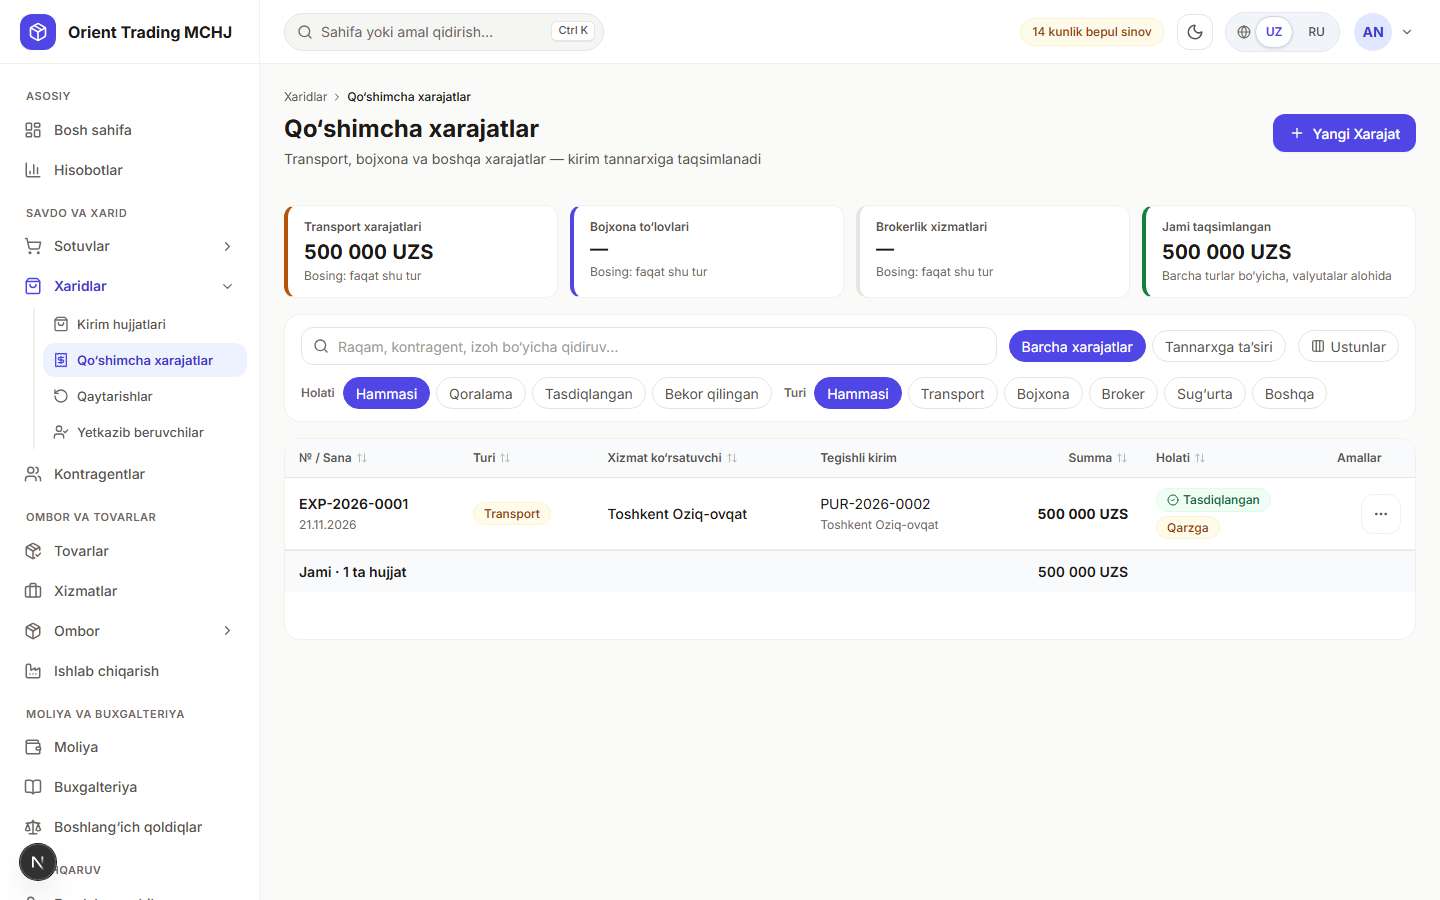 Orient Trading MCHJ
Sahifa yoki amal qidirish...
Ctrl K
14 kunlik bepul sinov
UZ
RU
AN
ASOSIY
Bosh sahifa
Hisobotlar
SAVDO VA XARID
Sotuvlar
Xaridlar
Kirim hujjatlari
Qo‘shimcha xarajatlar
Qaytarishlar
Yetkazib beruvchilar
Kontragentlar
OMBOR VA TOVARLAR
Tovarlar
Xizmatlar
Ombor
Ishlab chiqarish
MOLIYA VA BUXGALTERIYA
Moliya
Buxgalteriya
Boshlang‘ich qoldiqlar
N
Xaridlar
Qo‘shimcha xarajatlar
Qo‘shimcha xarajatlar
Transport, bojxona va boshqa xarajatlar — kirim tannarxiga taqsimlanadi
+ Yangi Xarajat
Transport xarajatlari
500 000 UZS
Bosing: faqat shu tur
Bojxona to‘lovlari
—
Bosing: faqat shu tur
Brokerlik xizmatlari
—
Bosing: faqat shu tur
Jami taqsimlangan
500 000 UZS
Barcha turlar bo‘yicha, valyutalar alohida
Raqam, kontragent, izoh bo‘yicha qidiruv...
Barcha xarajatlar
Tannarxga ta’siri
Ustunlar
Holati
Hammasi
Qoralama
Tasdiqlangan
Bekor qilingan
Turi
Hammasi
Transport
Bojxona
Broker
Sug‘urta
Boshqa
№ / Sana
Turi
Xizmat ko‘rsatuvchi
Tegishli kirim
Summa
Holati
Amallar
EXP-2026-0001
21.11.2026
Transport
Toshkent Oziq-ovqat
PUR-2026-0002
Toshkent Oziq-ovqat
500 000 UZS
Tasdiqlangan
Qarzga
Jami · 1 ta hujjat
500 000 UZS